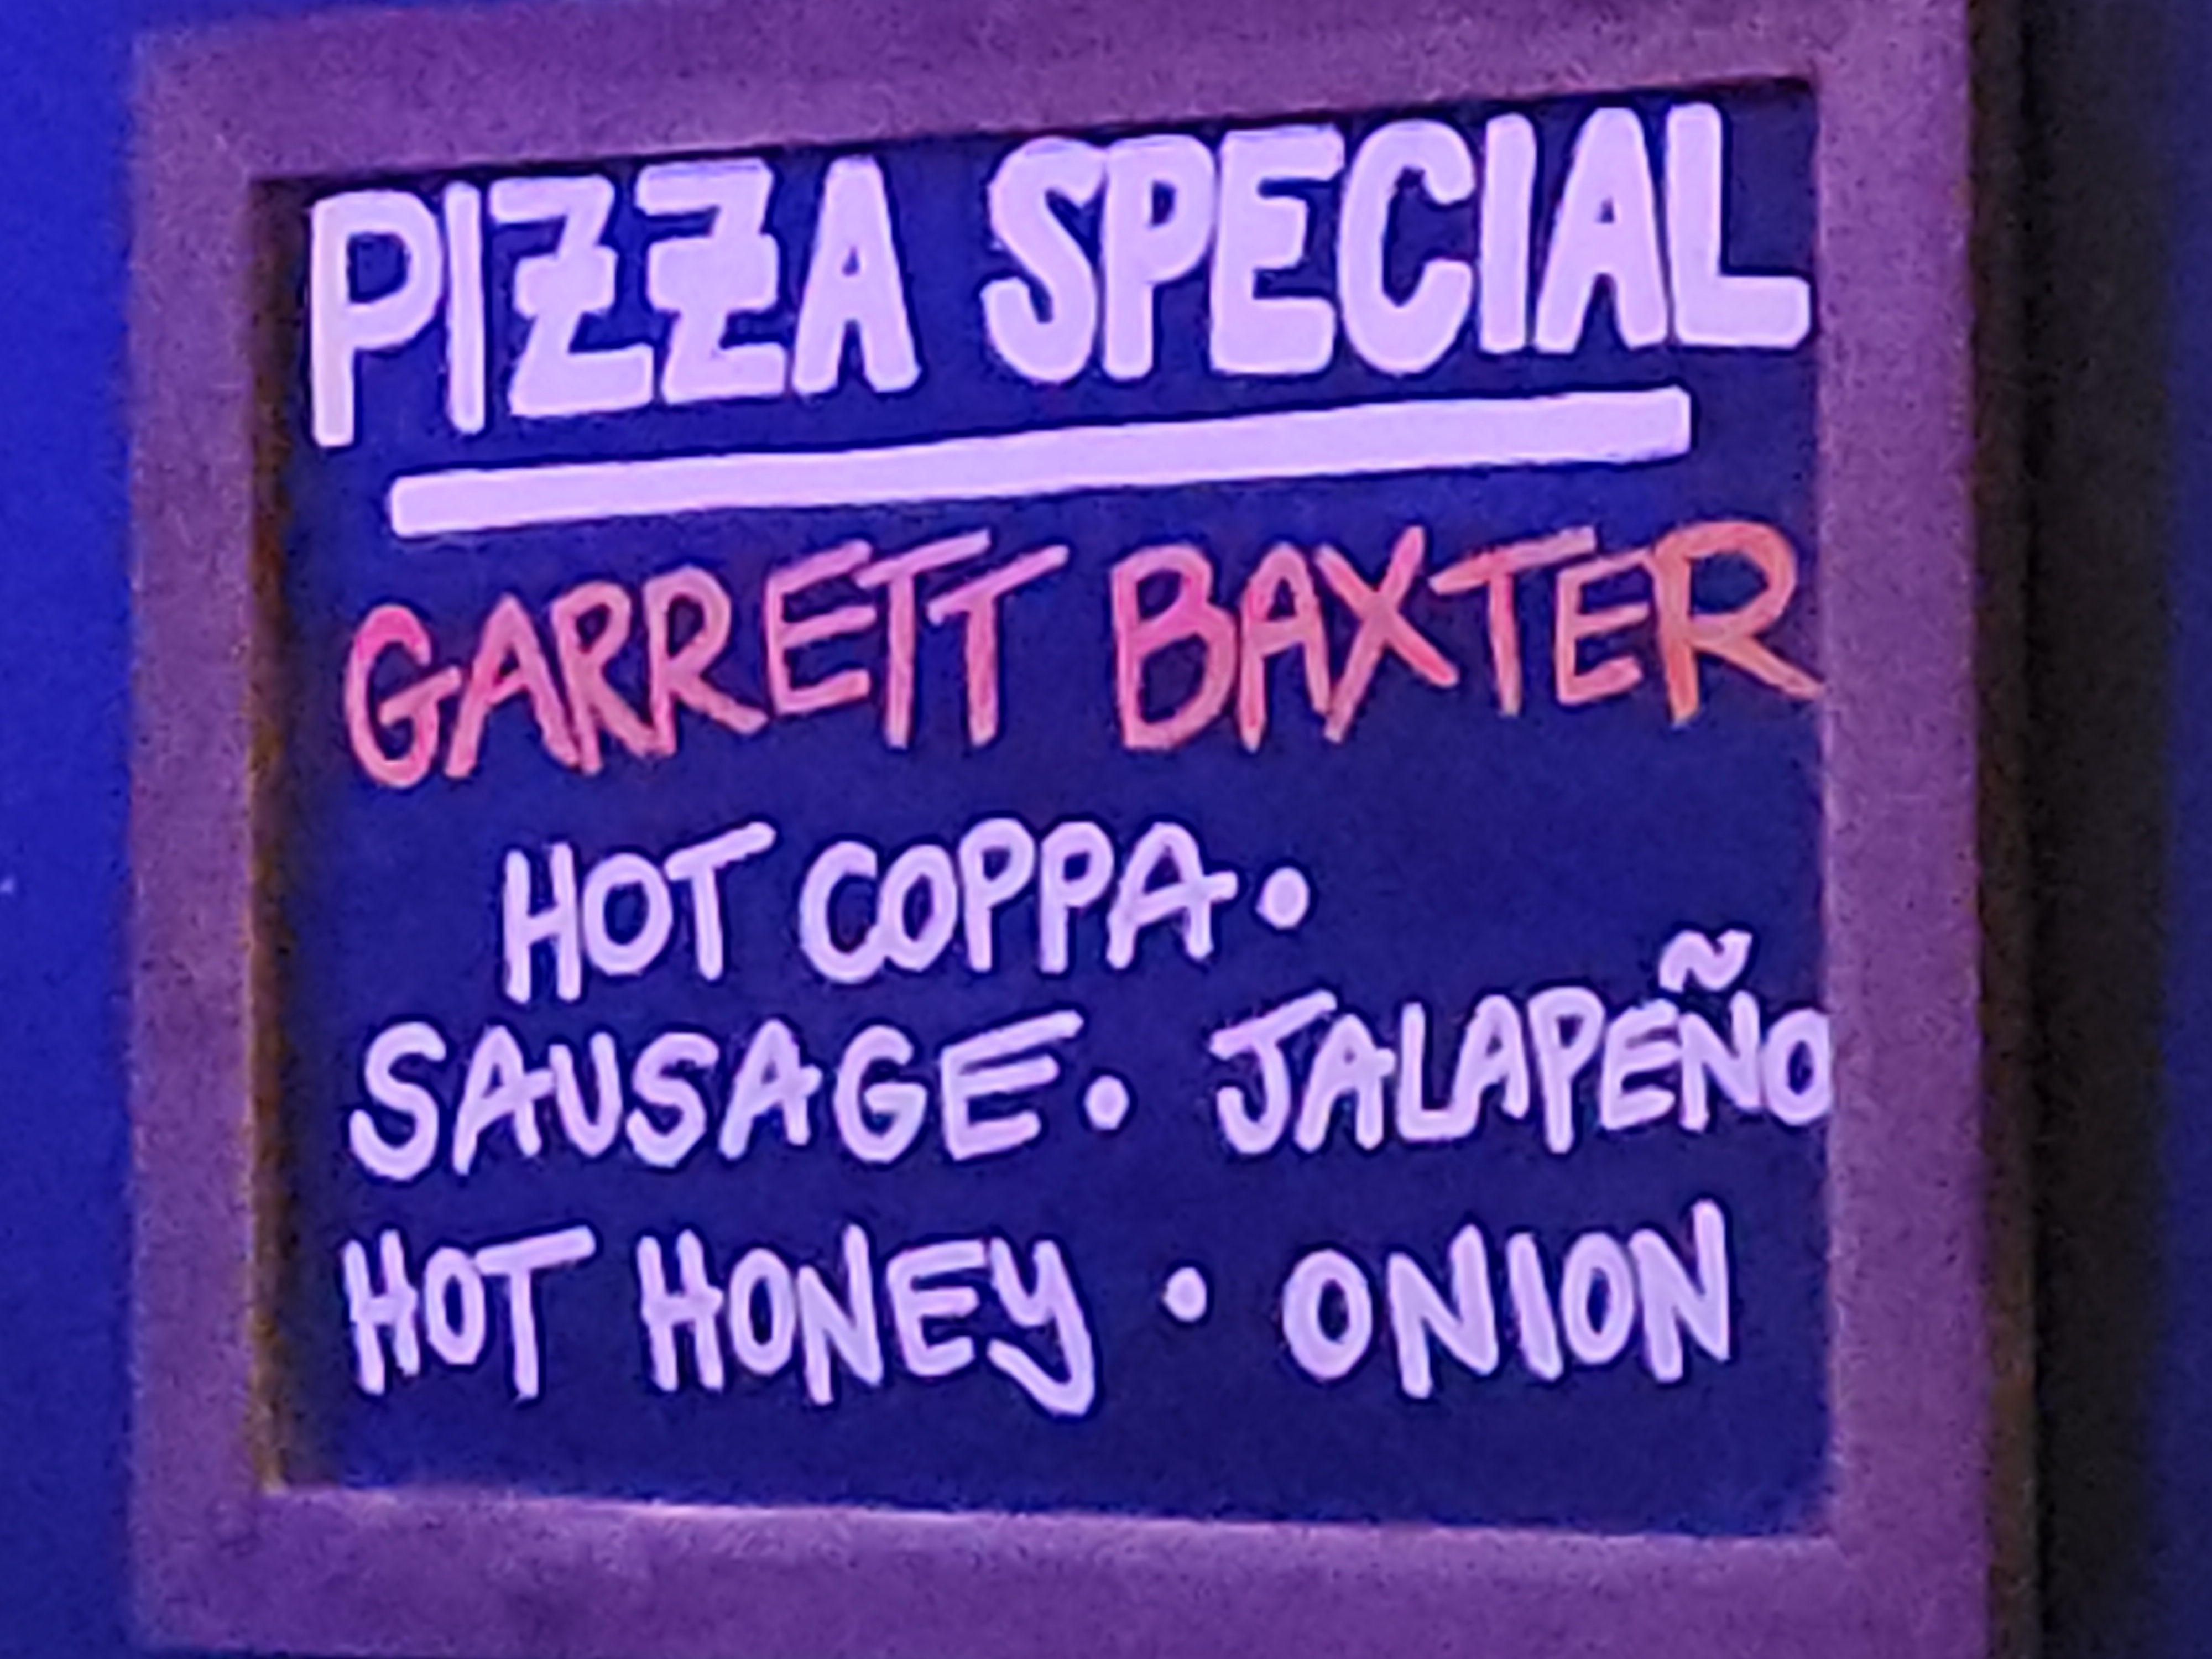 PIZZA SPECIAL
GARRETT BAXTER
HOT COPPA •
SAUSAGE • JALAPEÑO
HOT HONEY • ONION